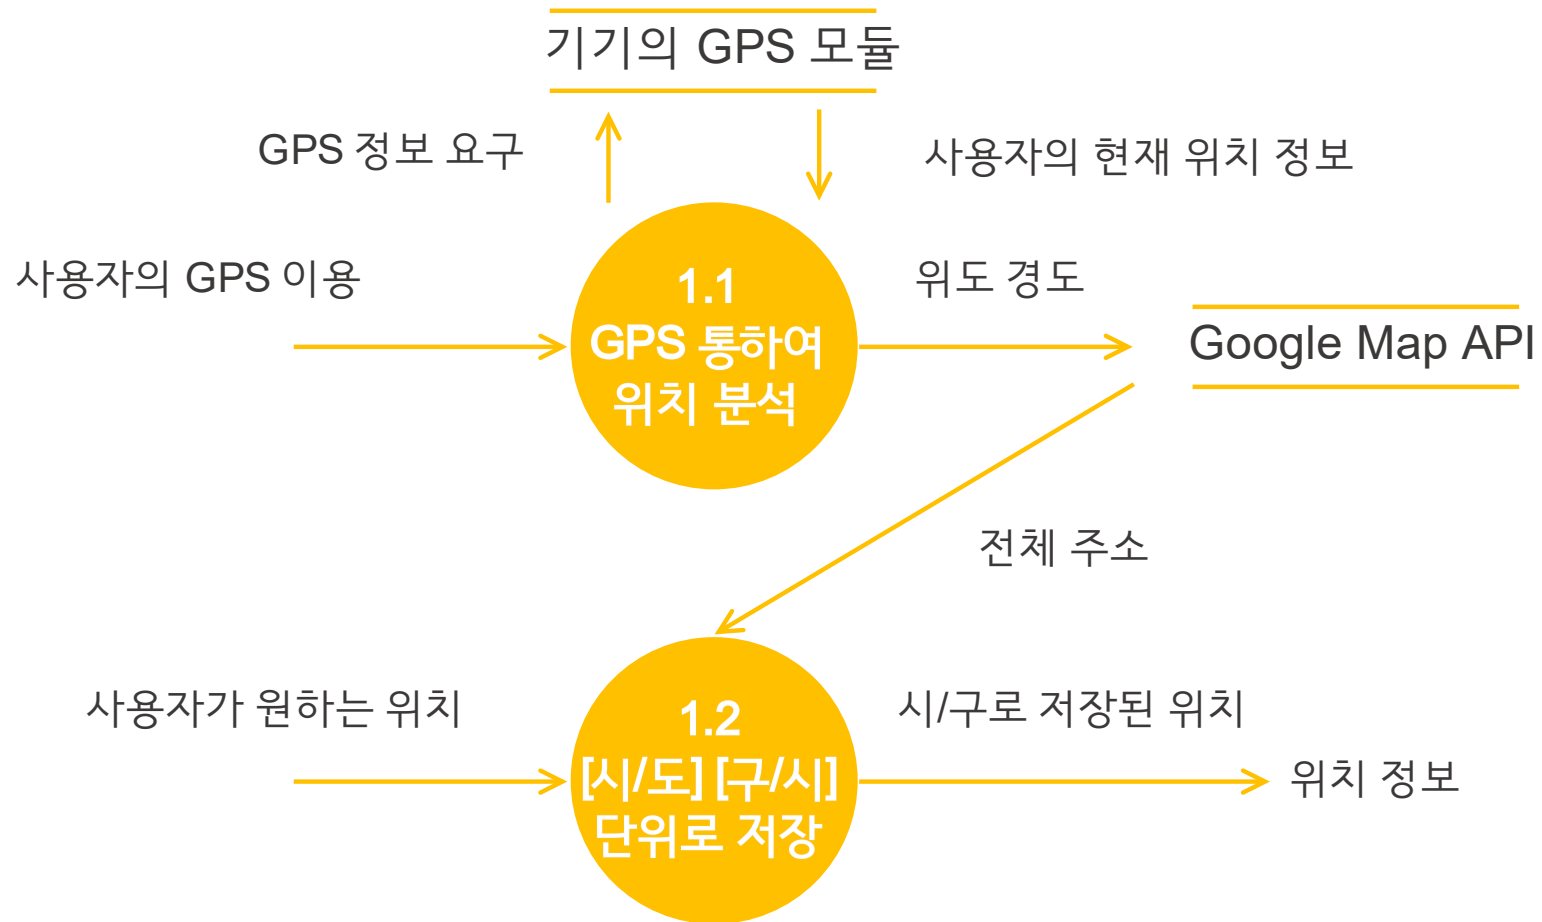 기기의 GPS 모듈
GPS 정보 요구
사용자의 현재 위치 정보
사용자의 GPS 이용
1.1
GPS 통하여
위치 분석
위도 경도
Google Map API
전체 주소
사용자가 원하는 위치
1.2
[시/도] [구/시]
단위로 저장
시/구로 저장된 위치
위치 정보